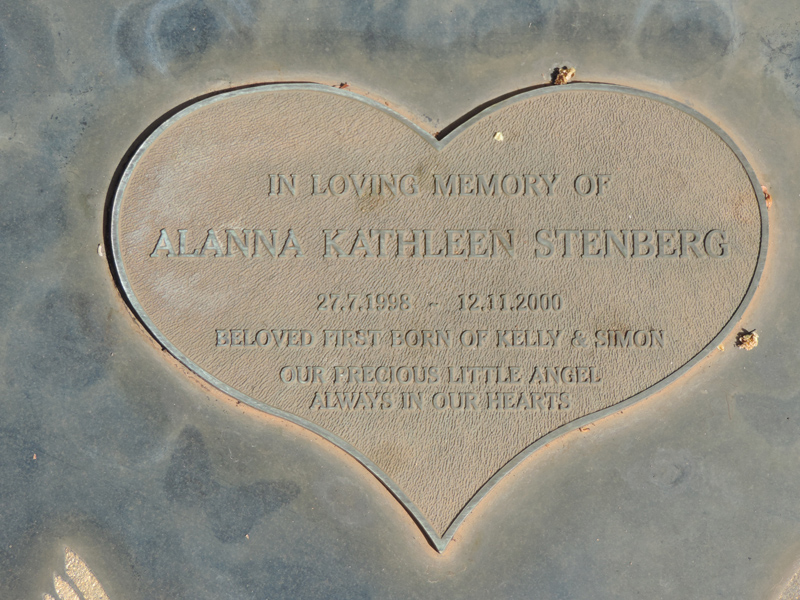 IN LOVING MEMORY OF
ALANNA KATHLEEN STENBERG
27.7.1998 - 12.11.2000
BELOVED FIRST BORN OF KELLY & SIMON
OUR PRECIOUS LITTLE ANGEL
ALWAYS IN OUR HEARTS